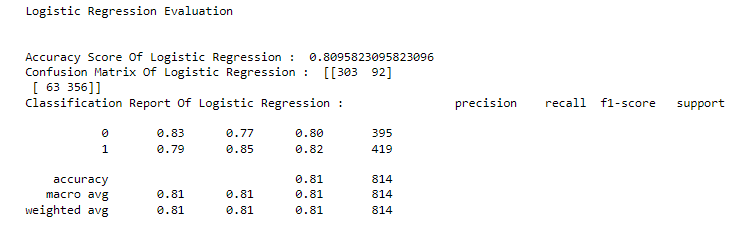 Logistic Regression Evaluation
Accuracy Score Of Logistic Regression :  0.8095823095823096
Confusion Matrix Of Logistic Regression :  [[303  92]
 [ 63 356]]
Classification Report Of Logistic Regression :               precision    recall  f1-score   support
           0       0.83      0.77      0.80       395
           1       0.79      0.85      0.82       419
    accuracy                           0.81       814
   macro avg       0.81      0.81      0.81       814
weighted avg       0.81      0.81      0.81       814